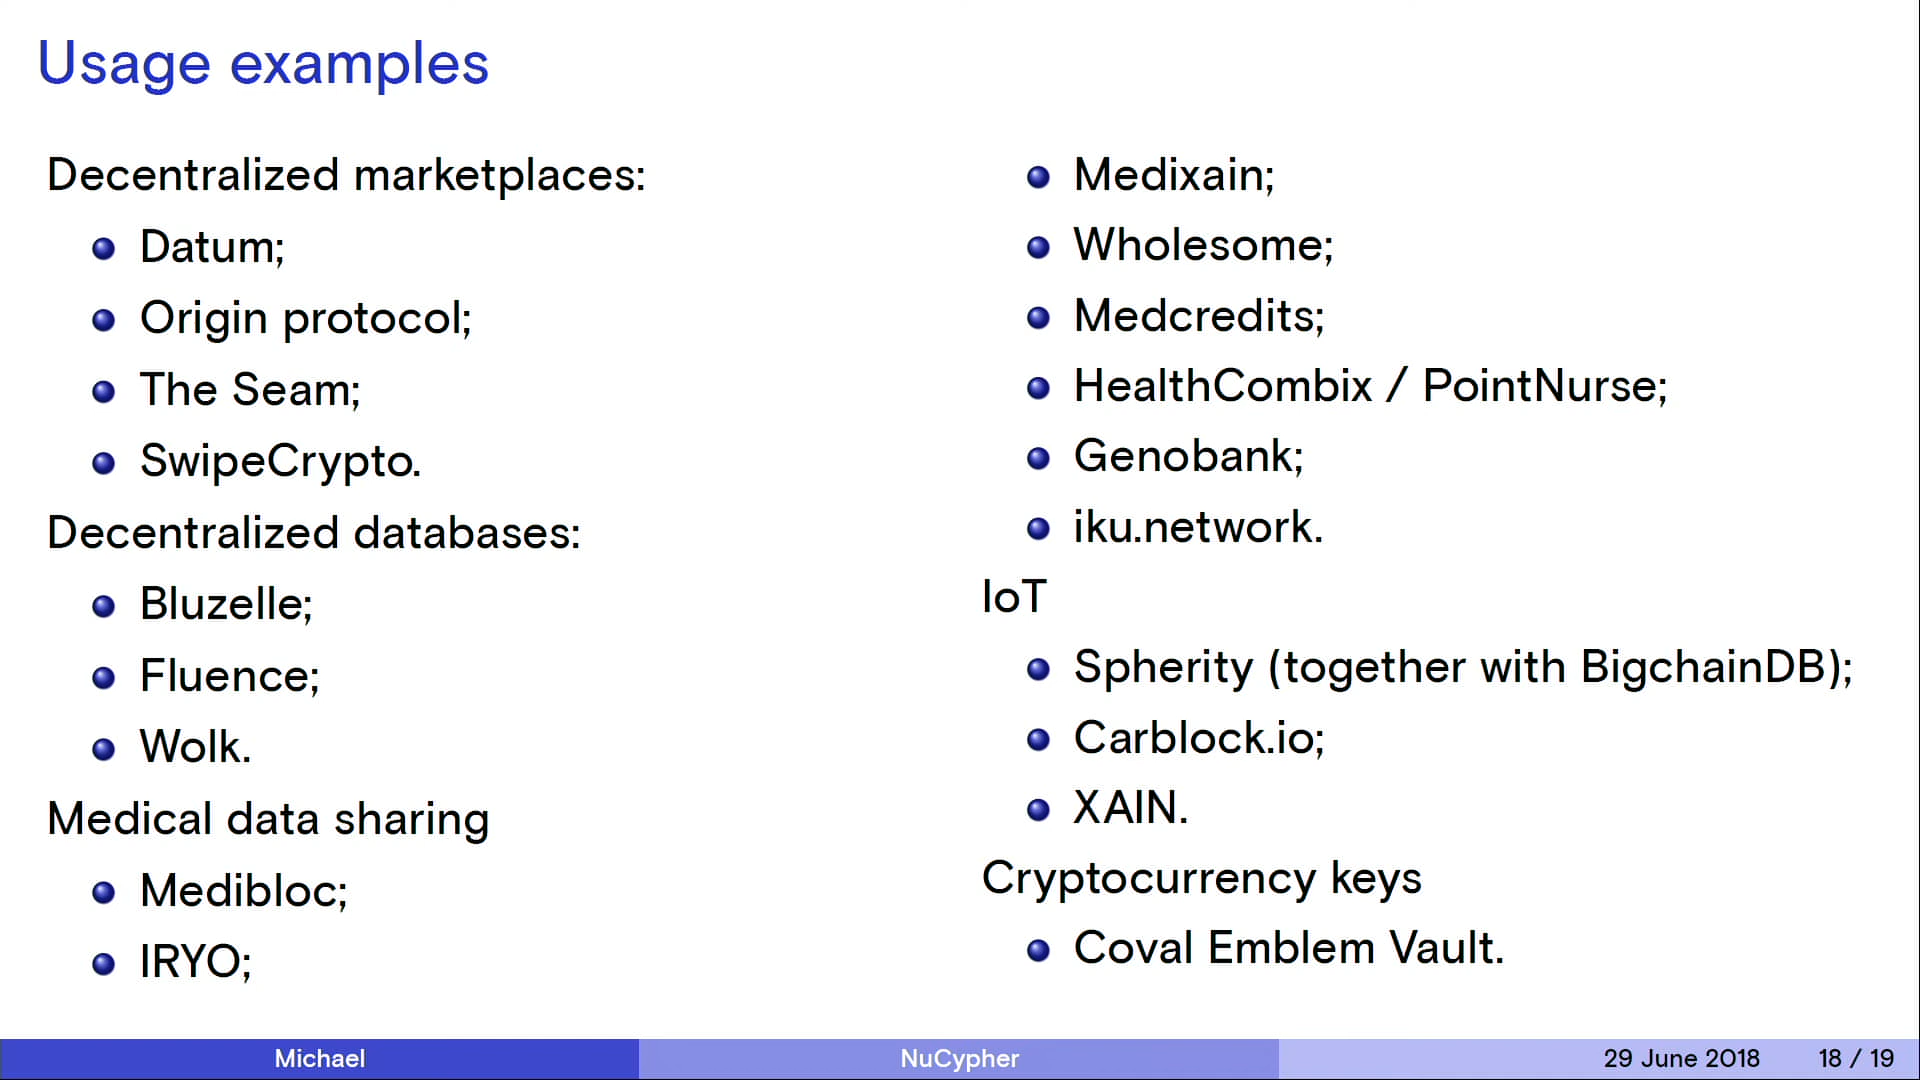 Usage examples
Decentralized marketplaces:
Datum;
Origin protocol;
The Seam;
SwipeCrypto.
Decentralized databases:
Bluzelle;
Fluence;
Wolk.
Medical data sharing
Medibloc;
IRYO;
Medixain;
Wholesome;
Medcredits;
HealthCombix / PointNurse;
Genobank;
iku.network.
IoT
Spherity (together with BigchainDB);
Carblock.io;
XAIN.
Cryptocurrency keys
Coval Emblem Vault.
Michael NuCypher 29 June 2018 18 / 19